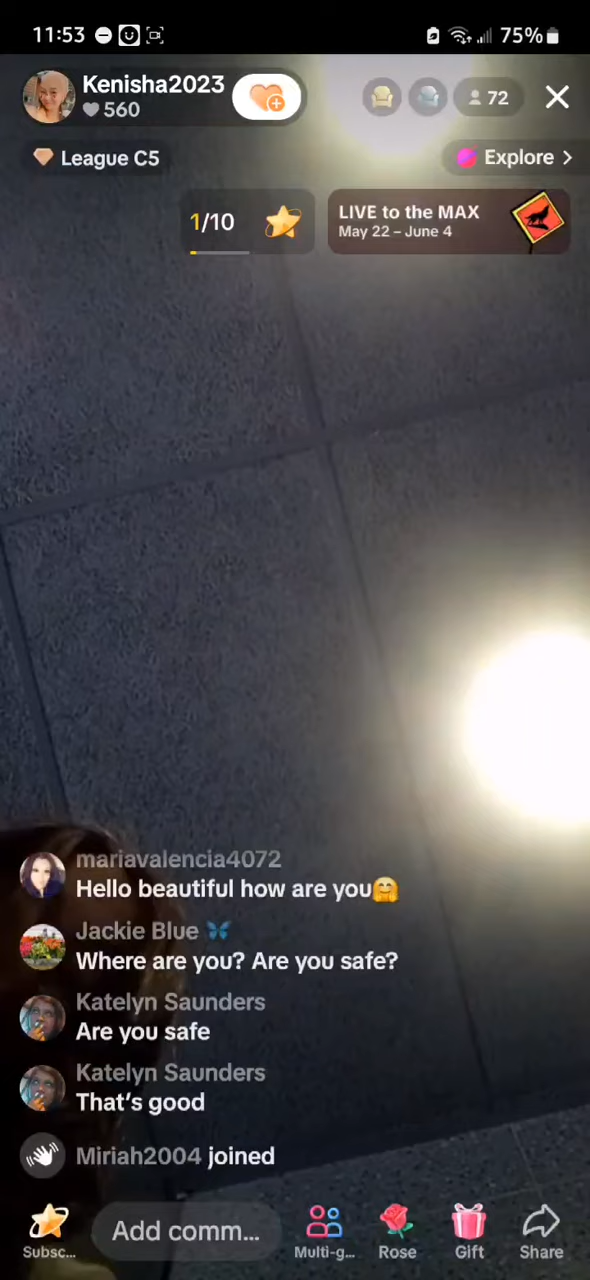 11:53
75%
Kenisha2023
560
72
League C5
Explore >
1/10
LIVE to the MAX
May 22 – June 4
mariavalencia4072
Hello beautiful how are you🤗
Jackie Blue 🦋
Where are you? Are you safe?
Katelyn Saunders
Are you safe
Katelyn Saunders
That's good
Miriah2004 joined
Add comm...
Subsc...
Multi-g...
Rose
Gift
Share